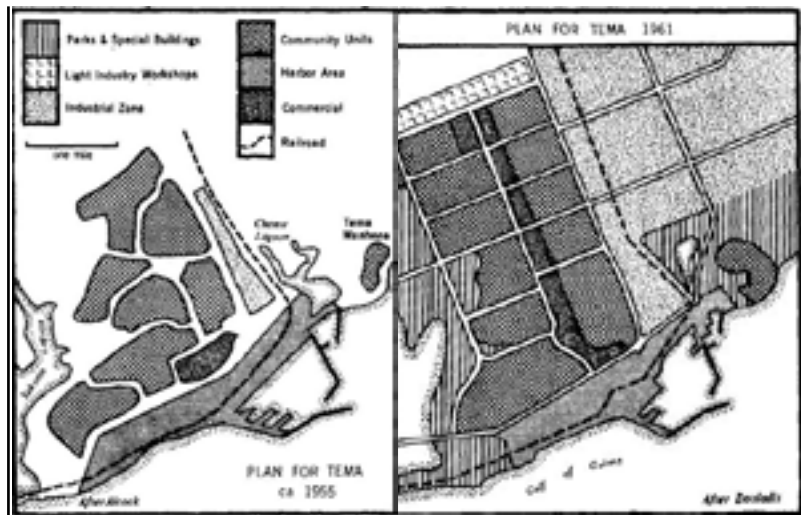 Parks & Special Buildings
Light Industry Workshops
Industrial Zone
one mile
Community Units
Harbor Area
Commercial
Railroad
Chemu
Lagoon
Tema
Manhean
PLAN FOR TEMA
ca 1955
After Alcock
PLAN FOR TEMA 1961
Gulf of Guinea
After Doxiadis